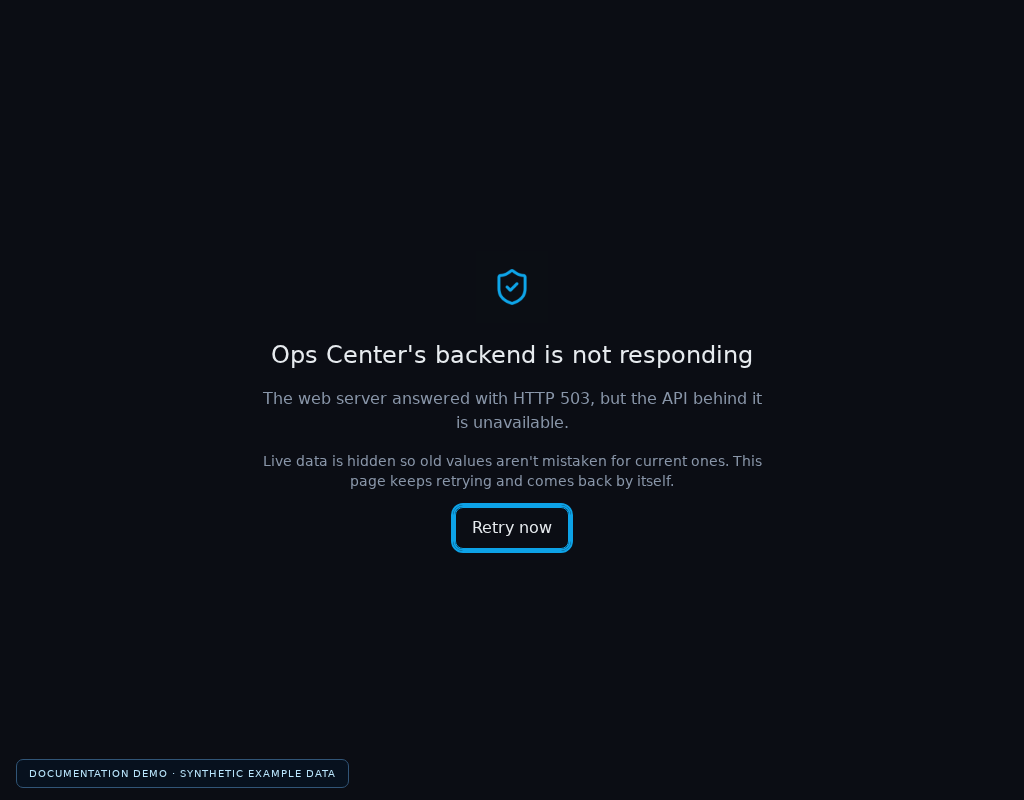 Ops Center's backend is not responding
The web server answered with HTTP 503, but the API behind it
is unavailable.
Live data is hidden so old values aren't mistaken for current ones. This
page keeps retrying and comes back by itself.
Retry now
DOCUMENTATION DEMO · SYNTHETIC EXAMPLE DATA